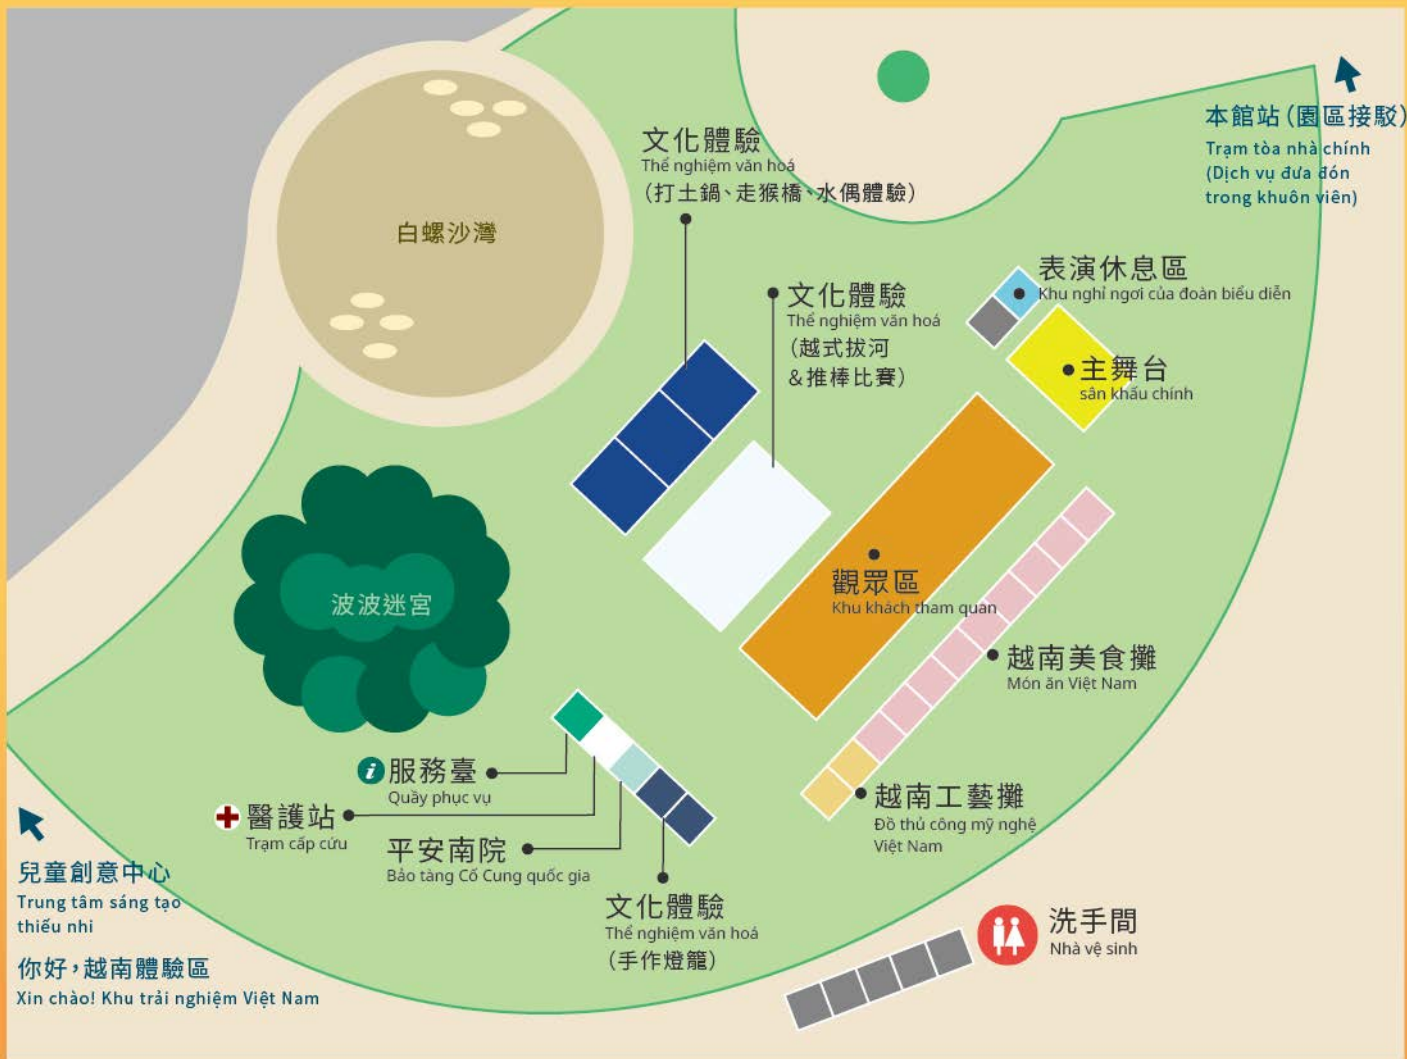 本館站(園區接駁)
Trạm tòa nhà chính
(Dịch vụ đưa đón
trong khuôn viên)
文化體驗
Thể nghiệm văn hoá
(打土鍋、走猴橋、水偶體驗)
白螺沙灣
表演休息區
Khu nghỉ ngơi của đoàn biểu diễn
文化體驗
Thể nghiệm văn hoá
(越式拔河
&推棒比賽)
主舞台
sân khấu chính
波波迷宮
觀眾區
Khu khách tham quan
越南美食攤
Món ăn Việt Nam
服務臺
Quầy phục vụ
醫護站
Trạm cấp cứu
平安南院
Bảo tàng Cố Cung quốc gia
越南工藝攤
Đồ thủ công mỹ nghệ
Việt Nam
文化體驗
Thể nghiệm văn hoá
(手作燈籠)
兒童創意中心
Trung tâm sáng tạo
thiếu nhi
你好,越南體驗區
Xin chào! Khu trải nghiệm Việt Nam
洗手間
Nhà vệ sinh